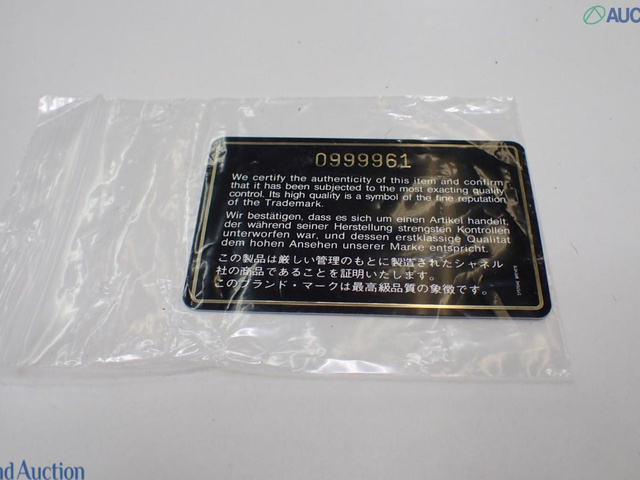 AUC
0999961
We certify the authenticity of this item and confirm
that it has been subjected to the most exacting quality
control. Its high quality is a symbol of the fine reputation
of the Trademark.
Wir bestätigen, dass es sich um einen Artikel handelt,
der während seiner Herstellung strengsten Kontrollen
unterworfen war, und dessen erstklassige Qualität
dem hohen Ansehen unserer Marke entspricht.
この製品は厳しい管理のもとに製造されたシャネル
社の商品であることを証明いたします。
このブランド・マークは最高級品質の象徴です。
nd Auction